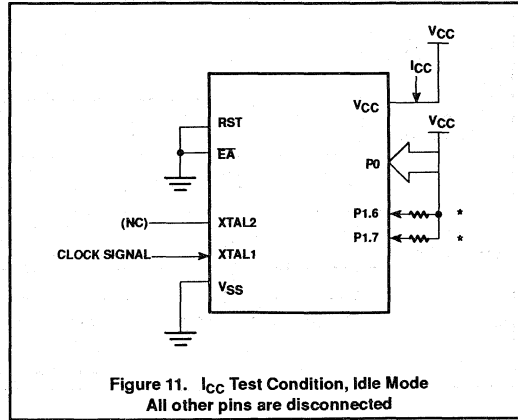 VCC
ICC
VCC
VCC
RST
EA
P0
(NC)
XTAL2
P1.6 *
CLOCK SIGNAL
XTAL1
P1.7 *
VSS
Figure 11. ICC Test Condition, Idle Mode
All other pins are disconnected